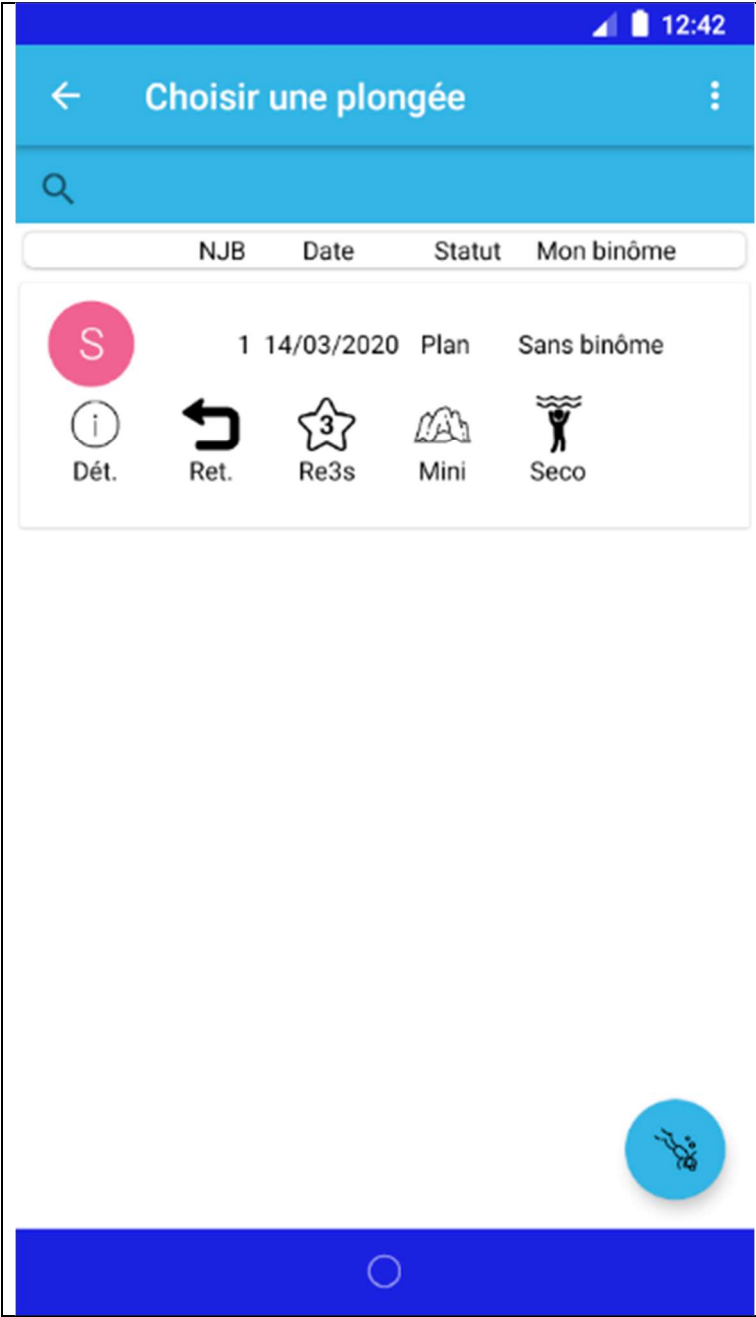 12:42
Choisir une plongée
NJB Date Statut Mon binôme
S 1 14/03/2020 Plan Sans binôme
i 3
Dét. Ret. Re3s Mini Seco